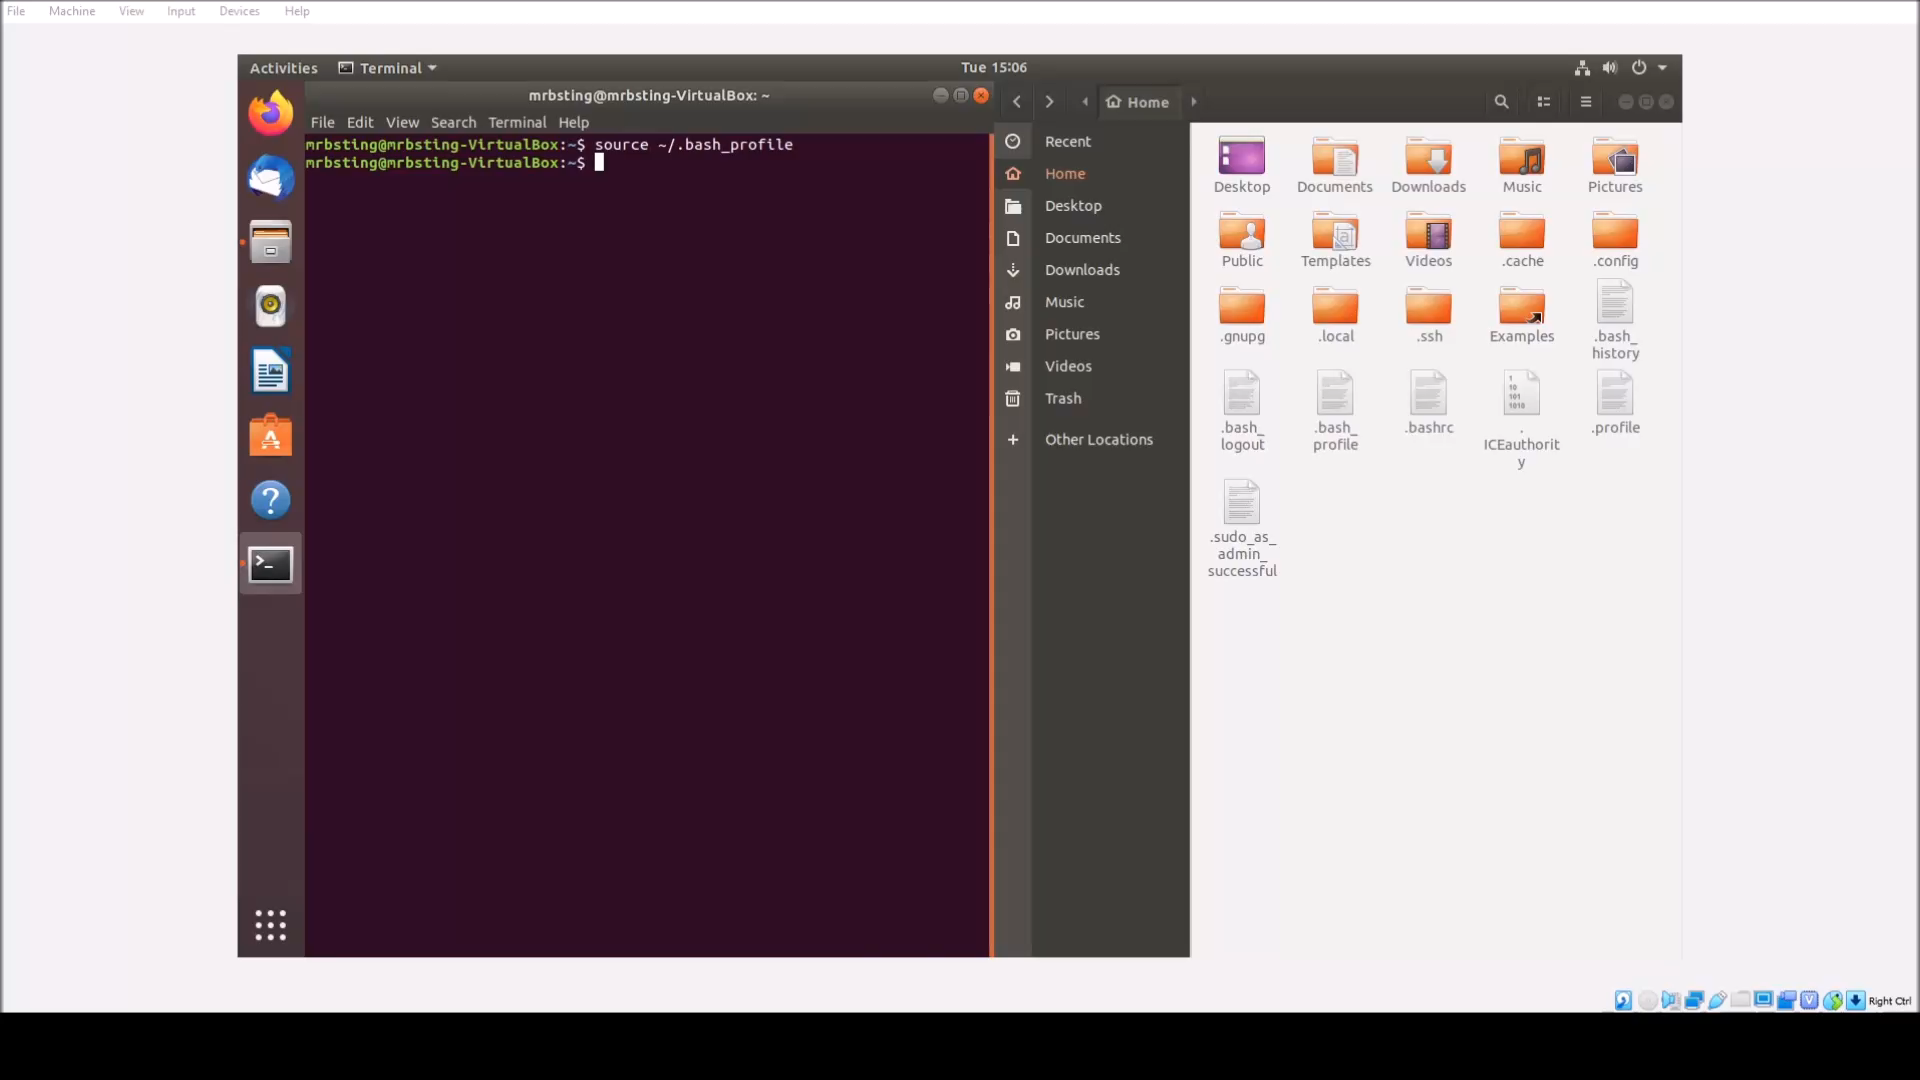 File Machine View Input Devices Help
Activities Terminal Tue 15:06
mrbsting@mrbsting-VirtualBox: ~
File Edit View Search Terminal Help
mrbsting@mrbsting-VirtualBox:~$ source ~/.bash_profile
mrbsting@mrbsting-VirtualBox:~$
Home
Recent
Home
Desktop
Documents
Downloads
Music
Pictures
Videos
Trash
Other Locations
Desktop Documents Downloads Music Pictures
Public Templates Videos .cache .config
.gnupg .local .ssh Examples .bash_
history
.bash_ .bash_ .bashrc . .profile
logout profile ICEauthorit
y
.sudo_as_
admin_
successful
Right Ctrl